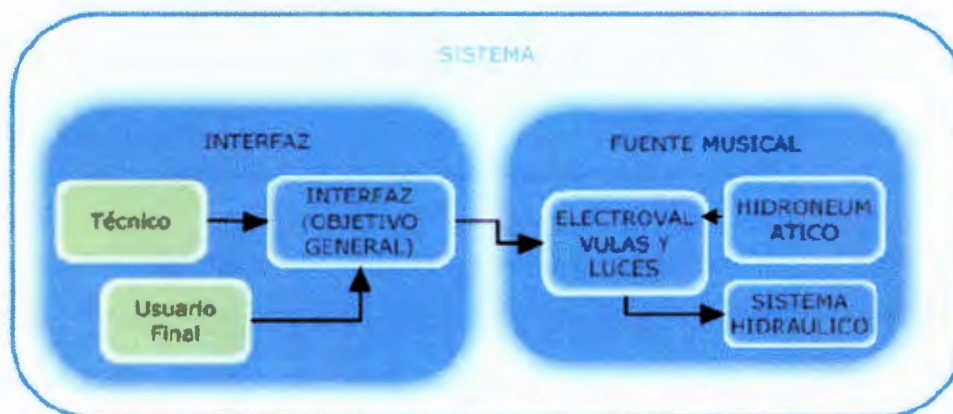 SISTEMA
INTERFAZ
Técnico
INTERFAZ
(OBJETIVO
GENERAL)
Usuario
Final
FUENTE MUSICAL
ELECTROVAL
VULAS Y
LUCES
HIDRONEUM
ATICO
SISTEMA
HIDRAULICO